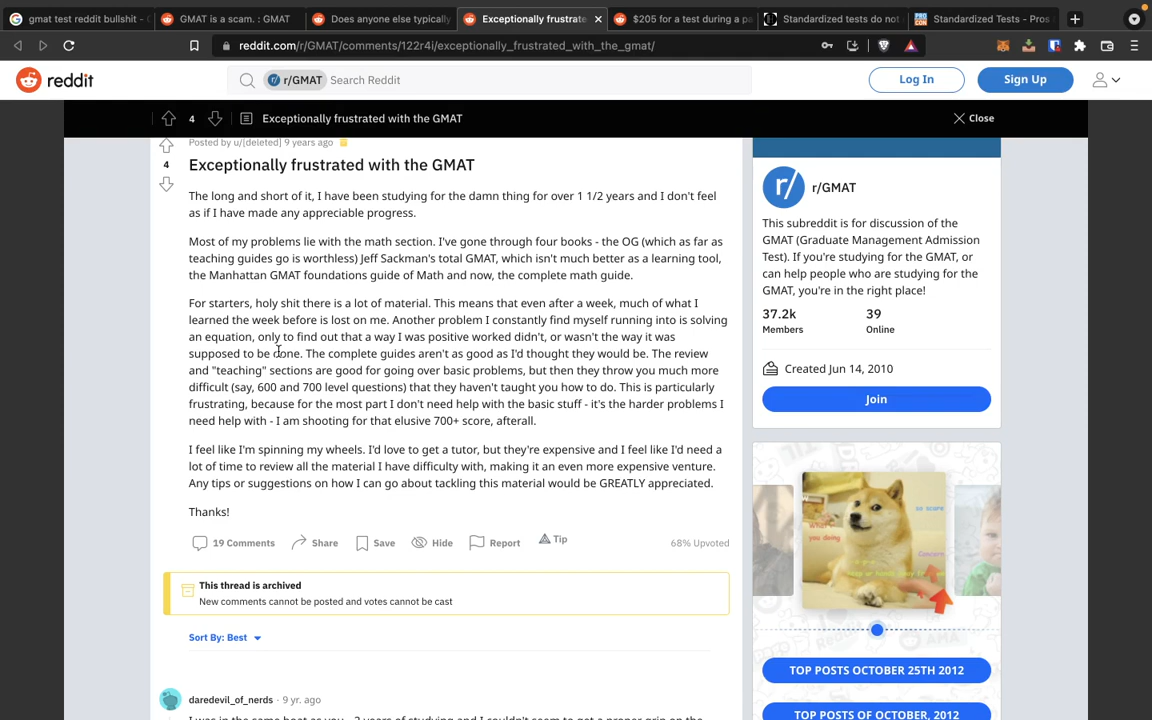 gmat test reddit bullshit -
GMAT is a scam. : GMAT
Does anyone else typically
Exceptionally frustrate
$205 for a test during a pa
Standardized tests do not
Standardized Tests - Pros
reddit.com/r/GMAT/comments/122r4i/exceptionally_frustrated_with_the_gmat/
reddit
r/GMAT Search Reddit
Log In
Sign Up
4 Exceptionally frustrated with the GMAT
Close
Posted by u/[deleted] 9 years ago
4
Exceptionally frustrated with the GMAT
The long and short of it, I have been studying for the damn thing for over 1 1/2 years and I don't feel
as if I have made any appreciable progress.
Most of my problems lie with the math section. I've gone through four books - the OG (which as far as
teaching guides go is worthless) Jeff Sackman's total GMAT, which isn't much better as a learning tool,
the Manhattan GMAT foundations guide of Math and now, the complete math guide.
For starters, holy shit there is a lot of material. This means that even after a week, much of what I
learned the week before is lost on me. Another problem I constantly find myself running into is solving
an equation, only to find out that a way I was positive worked didn't, or wasn't the way it was
supposed to be done. The complete guides aren't as good as I'd thought they would be. The review
and "teaching" sections are good for going over basic problems, but then they throw you much more
difficult (say, 600 and 700 level questions) that they haven't taught you how to do. This is particularly
frustrating, because for the most part I don't need help with the basic stuff - it's the harder problems I
need help with - I am shooting for that elusive 700+ score, afterall.
I feel like I'm spinning my wheels. I'd love to get a tutor, but they're expensive and I feel like I'd need a
lot of time to review all the material I have difficulty with, making it an even more expensive venture.
Any tips or suggestions on how I can go about tackling this material would be GREATLY appreciated.
Thanks!
19 Comments Share Save Hide Report Tip 68% Upvoted
This thread is archived
New comments cannot be posted and votes cannot be cast
Sort By: Best
daredevil_of_nerds · 9 yr. ago
r/GMAT
This subreddit is for discussion of the
GMAT (Graduate Management Admission
Test). If you're studying for the GMAT, or
can help people who are studying for the
GMAT, you're in the right place!
37.2k 39
Members Online
Created Jun 14, 2010
Join
TOP POSTS OCTOBER 25TH 2012
TOP POSTS OF OCTOBER, 2012